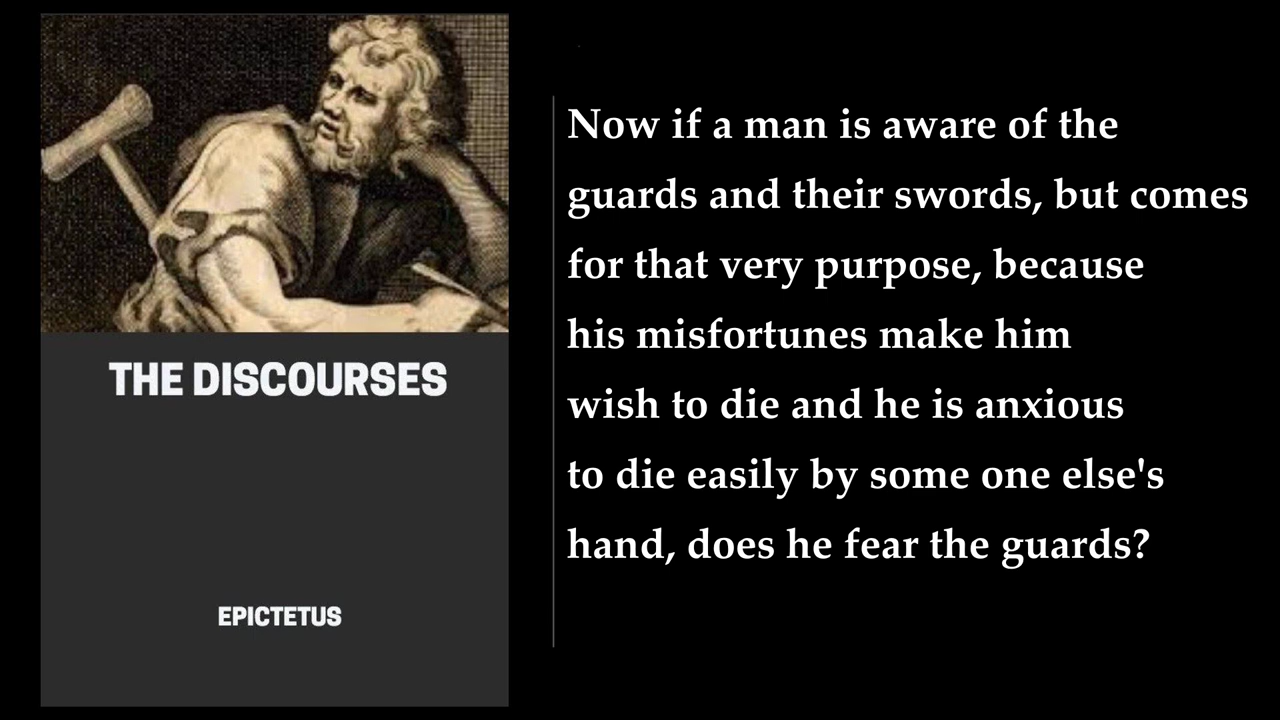 THE DISCOURSES
EPICTETUS
Now if a man is aware of the
guards and their swords, but comes
for that very purpose, because
his misfortunes make him
wish to die and he is anxious
to die easily by some one else's
hand, does he fear the guards?